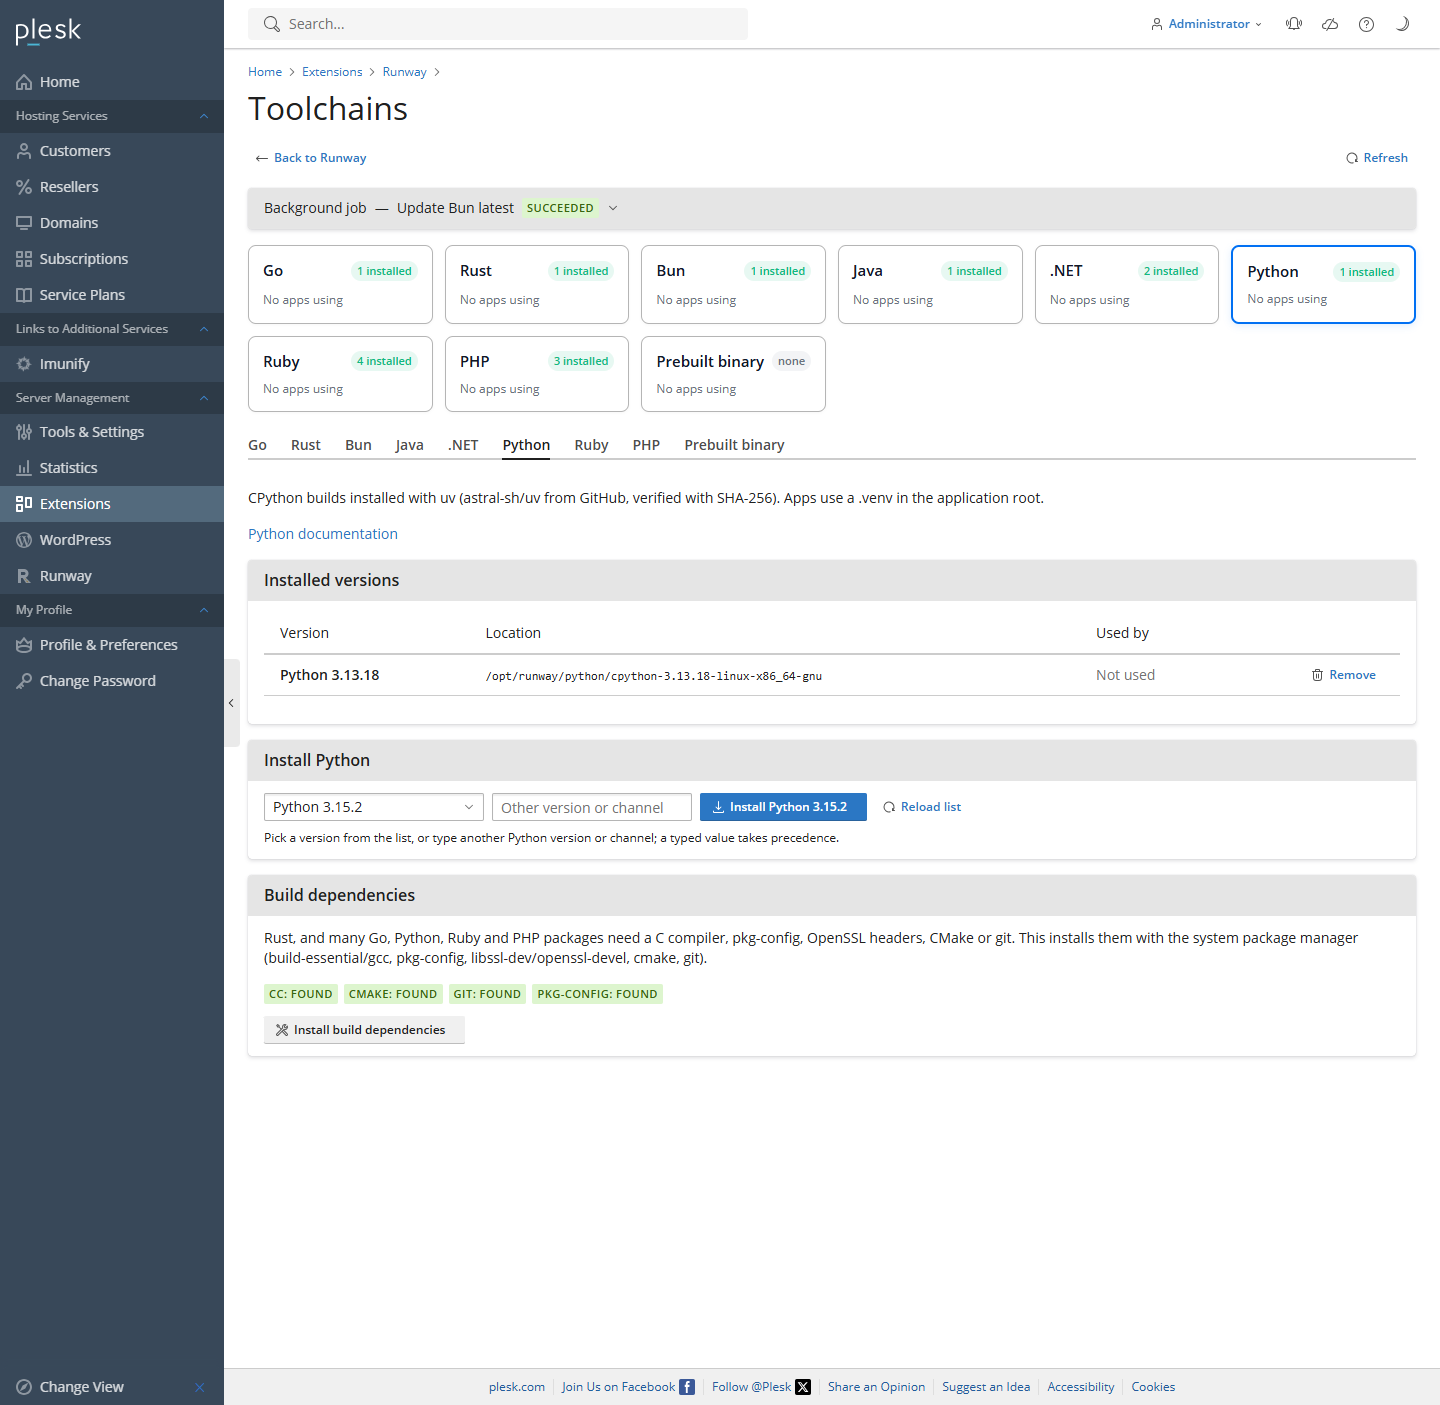 plesk
Search...
Administrator
Home
Hosting Services
Customers
Resellers
Domains
Subscriptions
Service Plans
Links to Additional Services
Imunify
Server Management
Tools & Settings
Statistics
Extensions
WordPress
Runway
My Profile
Profile & Preferences
Change Password
Change View
Home > Extensions > Runway >
Toolchains
Back to Runway
Refresh
Background job — Update Bun latest SUCCEEDED
Go 1 installed
No apps using
Rust 1 installed
No apps using
Bun 1 installed
No apps using
Java 1 installed
No apps using
.NET 2 installed
No apps using
Python 1 installed
No apps using
Ruby 4 installed
No apps using
PHP 3 installed
No apps using
Prebuilt binary none
No apps using
Go Rust Bun Java .NET Python Ruby PHP Prebuilt binary
CPython builds installed with uv (astral-sh/uv from GitHub, verified with SHA-256). Apps use a .venv in the application root.
Python documentation
Installed versions
Version Location Used by
Python 3.13.18 /opt/runway/python/cpython-3.13.18-linux-x86_64-gnu Not used Remove
Install Python
Python 3.15.2 Other version or channel Install Python 3.15.2 Reload list
Pick a version from the list, or type another Python version or channel; a typed value takes precedence.
Build dependencies
Rust, and many Go, Python, Ruby and PHP packages need a C compiler, pkg-config, OpenSSL headers, CMake or git. This installs them with the system package manager
(build-essential/gcc, pkg-config, libssl-dev/openssl-devel, cmake, git).
CC: FOUND CMAKE: FOUND GIT: FOUND PKG-CONFIG: FOUND
Install build dependencies
plesk.com Join Us on Facebook Follow @Plesk Share an Opinion Suggest an Idea Accessibility Cookies